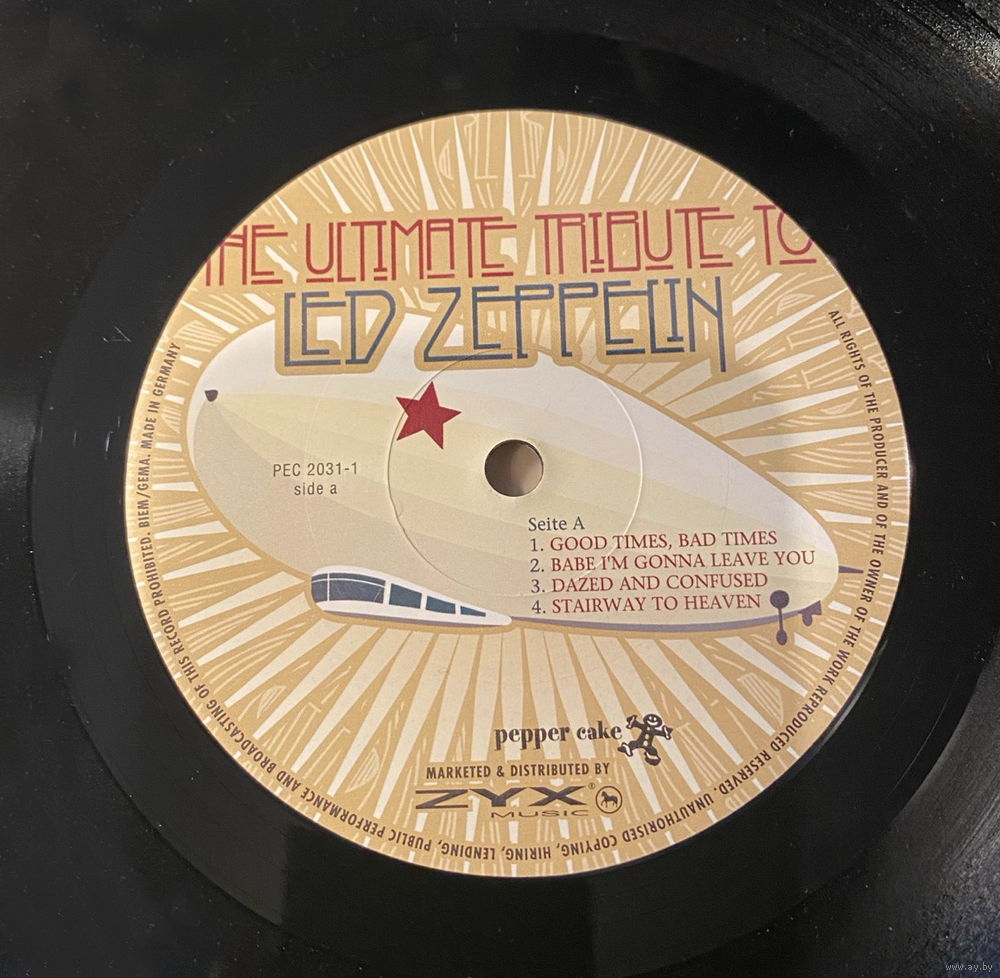 THE ULTIMATE TRIBUTE TO
LED ZEPPELIN
PEC 2031-1
side a
Seite A
1. GOOD TIMES, BAD TIMES
2. BABE I'M GONNA LEAVE YOU
3. DAZED AND CONFUSED
4. STAIRWAY TO HEAVEN
pepper cake
MARKETED & DISTRIBUTED BY
ZYX®
MUSIC
ALL RIGHTS OF THE PRODUCER AND OF THE OWNER OF THE WORK REPRODUCED RESERVED. UNAUTHORISED COPYING, HIRING, LENDING, PUBLIC PERFORMANCE AND BROADCASTING OF THIS RECORD PROHIBITED. BIEM/GEMA. MADE IN GERMANY
www.ay.by